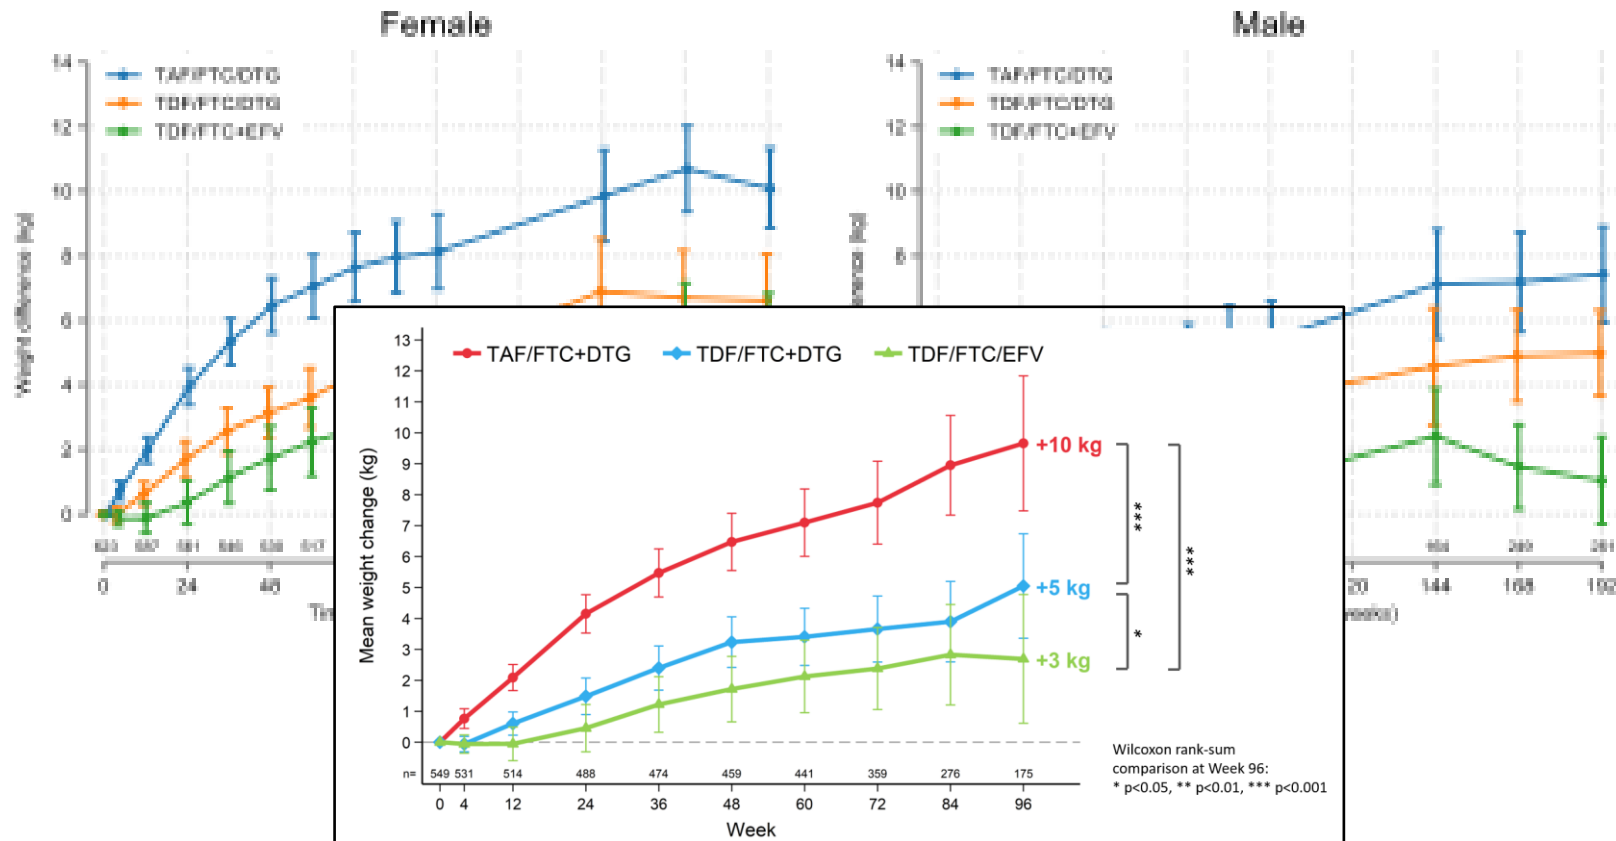 Female
Male
14
TAF/FTC/DTG
TDF/FTC/DTG
TDF/FTC+EFV
12
10
8
6
4
2
0
Weight difference (kg)
0
24
48
14
TAF/FTC/DTG
TDF/FTC/DTG
TDF/FTC+EFV
12
10
8
144
168
192
13
TAF/FTC+DTG
TDF/FTC+DTG
TDF/FTC/EFV
12
11
10
9
8
7
6
5
4
3
2
1
0
Mean weight change (kg)
+10 kg
+5 kg
+3 kg
***
***
*
n=
549 531 514 488 474 459 441 359 276 175
0 4 12 24 36 48 60 72 84 96
Week
Wilcoxon rank-sum
comparison at Week 96:
* p<0.05, ** p<0.01, *** p<0.001